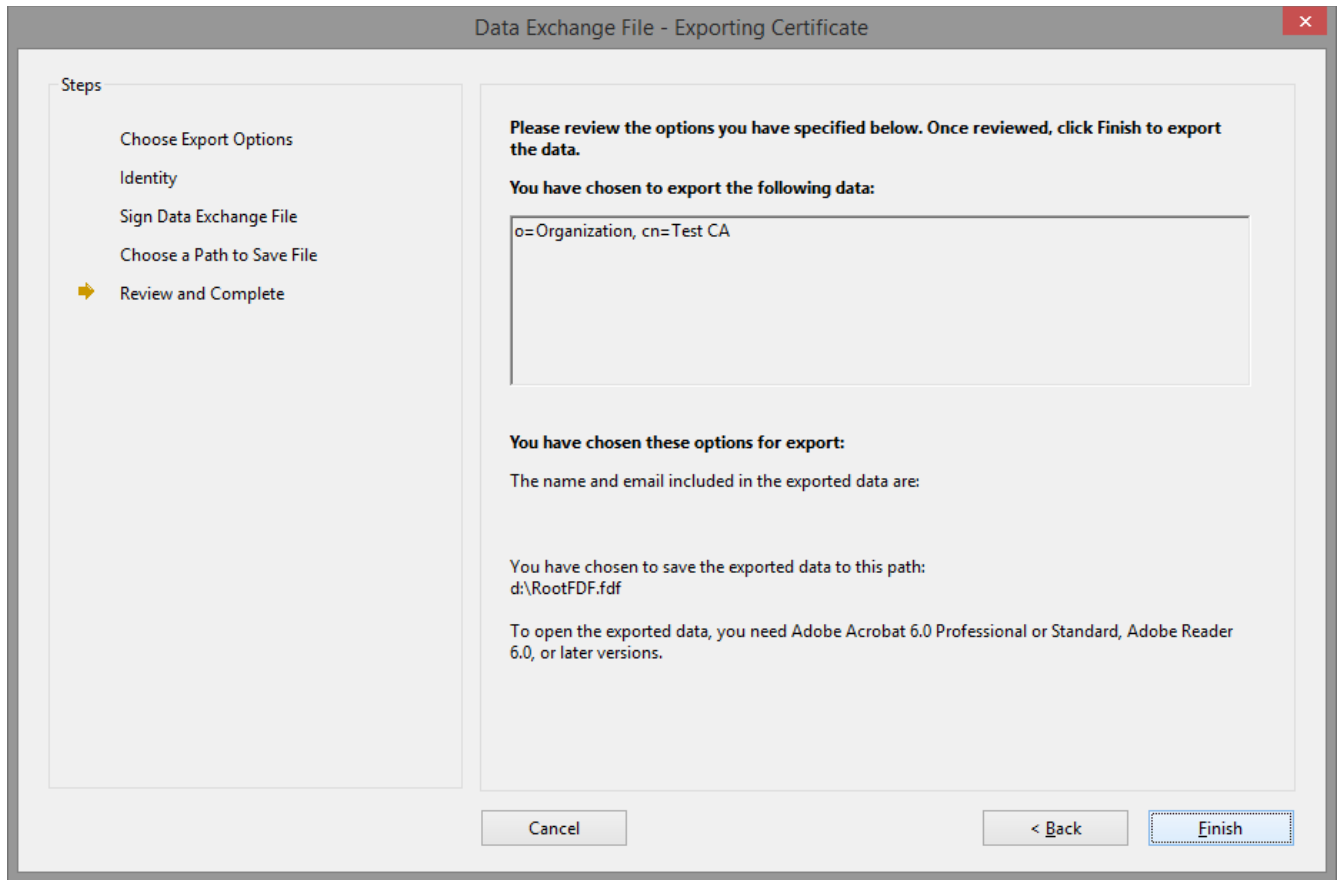 Data Exchange File - Exporting Certificate
Steps
Choose Export Options
Identity
Sign Data Exchange File
Choose a Path to Save File
Review and Complete
Please review the options you have specified below. Once reviewed, click Finish to export
the data.
You have chosen to export the following data:
o=Organization, cn=Test CA
You have chosen these options for export:
The name and email included in the exported data are:
You have chosen to save the exported data to this path:
d:\RootFDF.fdf
To open the exported data, you need Adobe Acrobat 6.0 Professional or Standard, Adobe Reader
6.0, or later versions.
Cancel
< Back
Finish